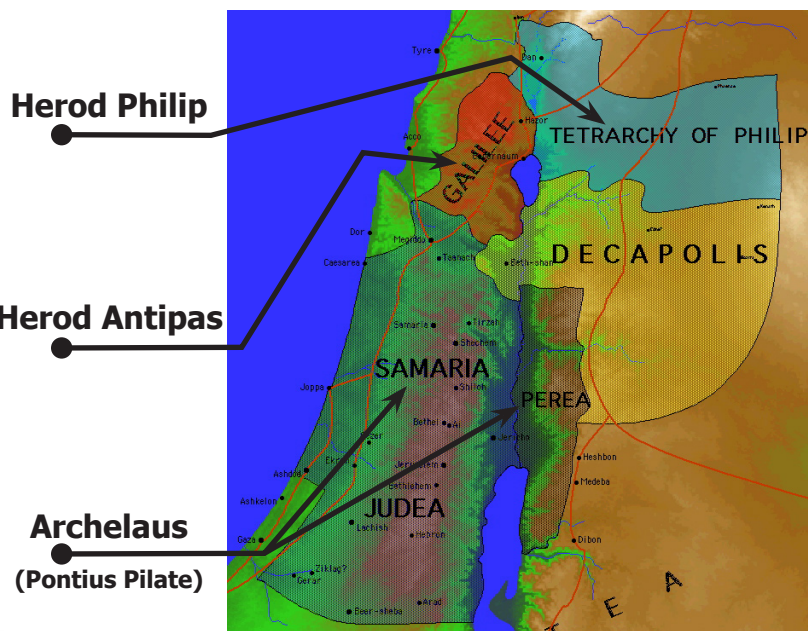 Herod Philip
Herod Antipas
Archelaus
(Pontius Pilate)
Tyre
Dan
TETRARCHY OF PHILIP
Hazor
Acco
GALILEE
Dor
Megiddo
DECAPOLIS
Caesarea
Taanach
Beth-shan
Samaria
Tirzah
Shechem
SAMARIA
Joppa
Shiloh
PEREA
Bethel
Ai
Jericho
Ekron
Jerusalem
Heshbon
Ashdod
Bethlehem
Medeba
Ashkelon
JUDEA
Lachish
Gaza
Hebron
Dibon
Ziklag?
Gerar
Beer-sheba
Arad
E A